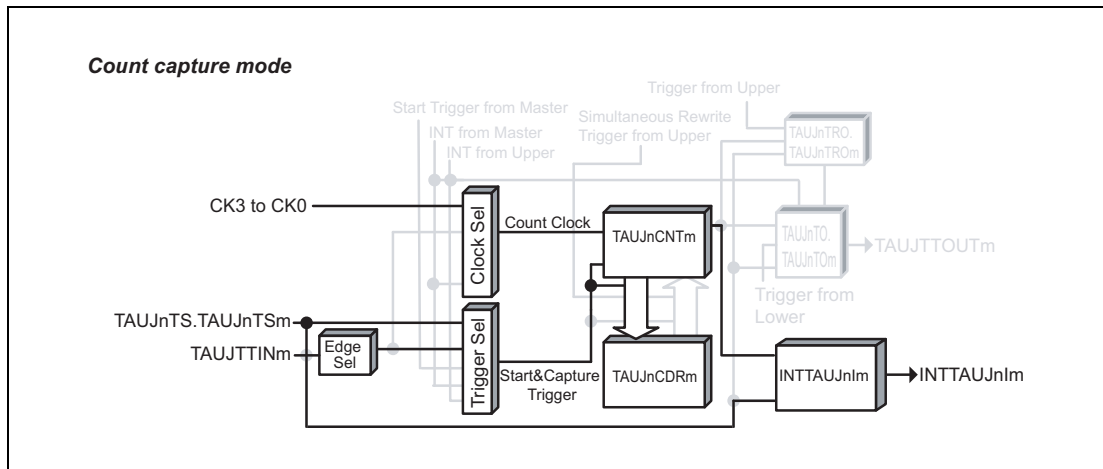 Count capture mode
Trigger from Upper
Start Trigger from Master
Simultaneous Rewrite
Trigger from Upper
INT from Master
INT from Upper
TAUJnTRO.
TAUJnTROm
CK3 to CK0
Clock Sel
Count Clock
TAUJnCNTm
TAUJnTO.
TAUJnTOm
TAUJTTOUTm
Trigger from
Lower
TAUJnTS.TAUJnTSm
TAUJTTINm
Edge
Sel
Trigger Sel
Start&Capture
Trigger
TAUJnCDRm
INTTAUJnIm
INTTAUJnIm